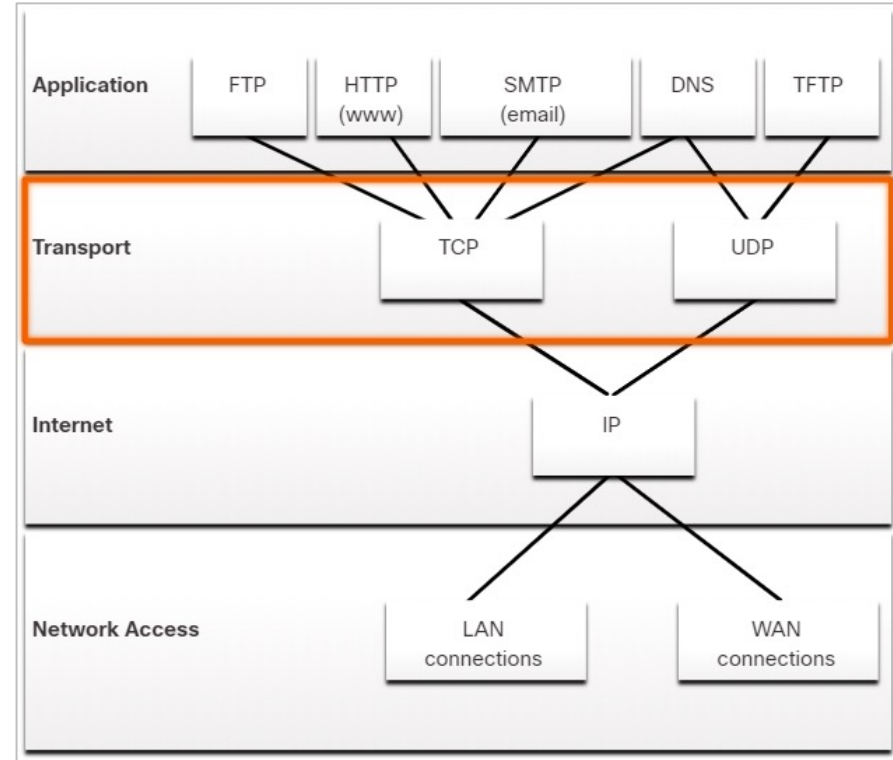 Application
FTP
HTTP
(www)
SMTP
(email)
DNS
TFTP
Transport
TCP
UDP
Internet
IP
Network Access
LAN
connections
WAN
connections